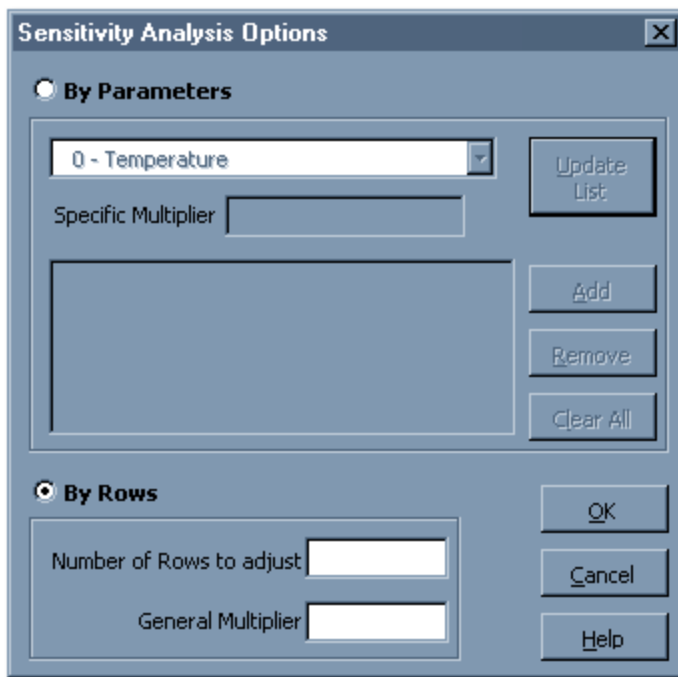 Sensitivity Analysis Options
By Parameters
0 - Temperature
Update
List
Specific Multiplier
Add
Remove
Clear All
By Rows
OK
Number of Rows to adjust
Cancel
General Multiplier
Help